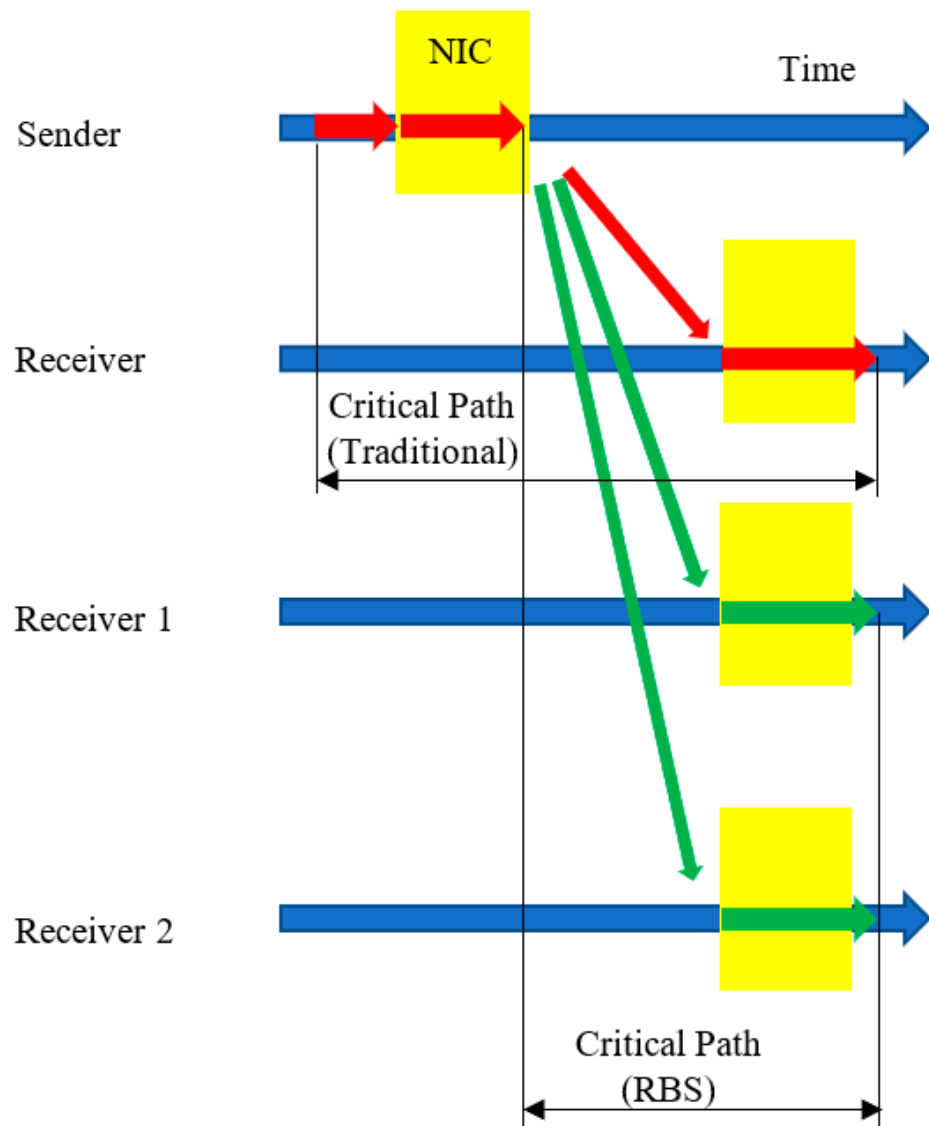 NIC
Time
Sender
Receiver
Critical Path
(Traditional)
Receiver 1
Receiver 2
Critical Path
(RBS)